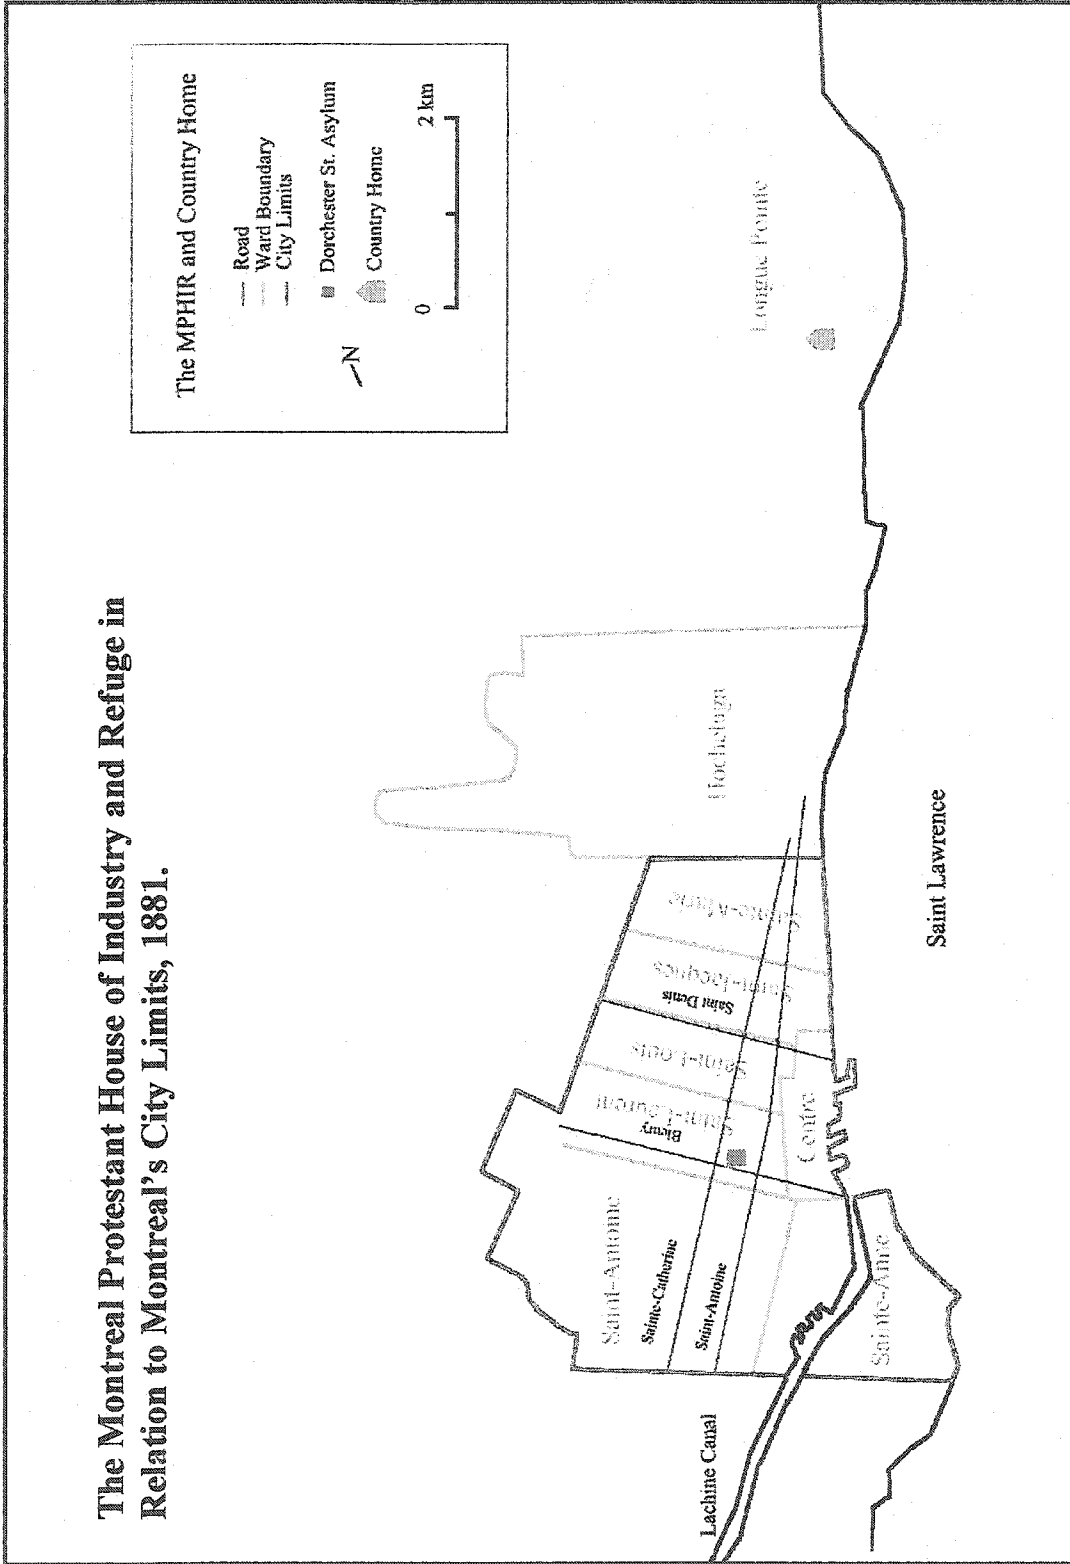 The Montreal Protestant House of Industry and Refuge in
Relation to Montreal's City Limits, 1881.
The MPHIR and Country Home
Road
Ward Boundary
City Limits
Dorchester St. Asylum
Country Home
N
0
2 km
Longue Pointe
Hochelaga
Sainte-Marie
Saint-Jacques
Saint Denis
Saint-Louis
Saint-Laurent
Bleury
Centre
Saint-Antoine
Sainte-Catherine
Saint-Antoine
Sainte-Anne
Lachine Canal
Saint Lawrence